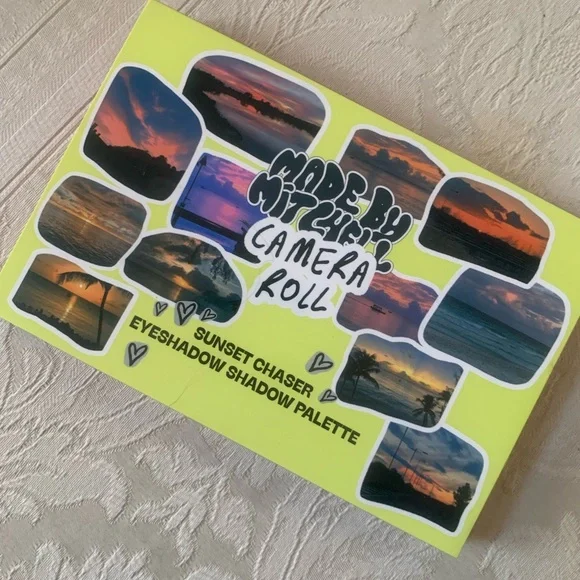 MADE BY
MITCHELL
CAMERA
ROLL
SUNSET CHASER
EYESHADOW SHADOW PALETTE